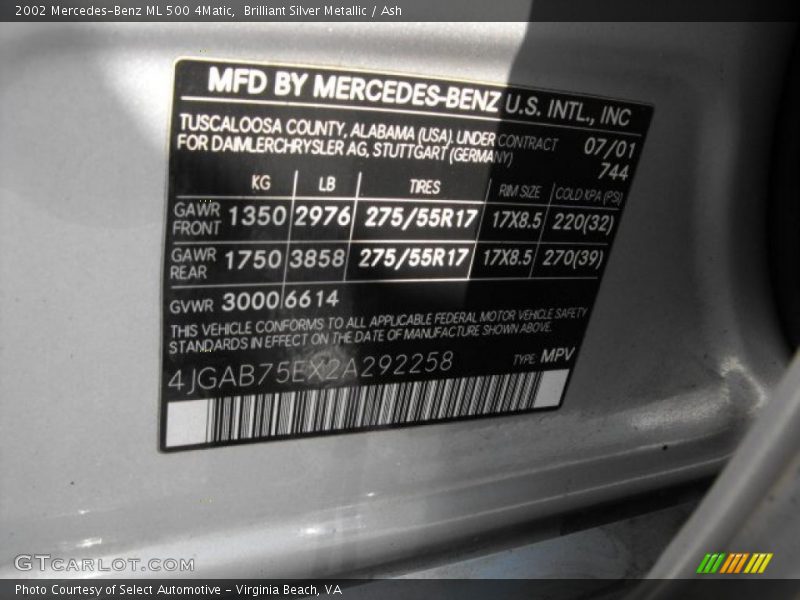 2002 Mercedes-Benz ML 500 4Matic,  Brilliant Silver Metallic / Ash
MFD BY MERCEDES-BENZ U.S. INTL., INC
TUSCALOOSA COUNTY, ALABAMA (USA). UNDER CONTRACT 07/01
FOR DAIMLERCHRYSLER AG, STUTTGART (GERMANY) 744
KG LB TIRES RIM SIZE COLD KPA (PSI)
GAWR FRONT 1350 2976 275/55R17 17X8.5 220(32)
GAWR REAR 1750 3858 275/55R17 17X8.5 270(39)
GVWR 3000 6614
THIS VEHICLE CONFORMS TO ALL APPLICABLE FEDERAL MOTOR VEHICLE SAFETY
STANDARDS IN EFFECT ON THE DATE OF MANUFACTURE SHOWN ABOVE.
4JGAB75EX2A292258 TYPE MPV
GTCARLOT.COM
Photo Courtesy of Select Automotive - Virginia Beach, VA